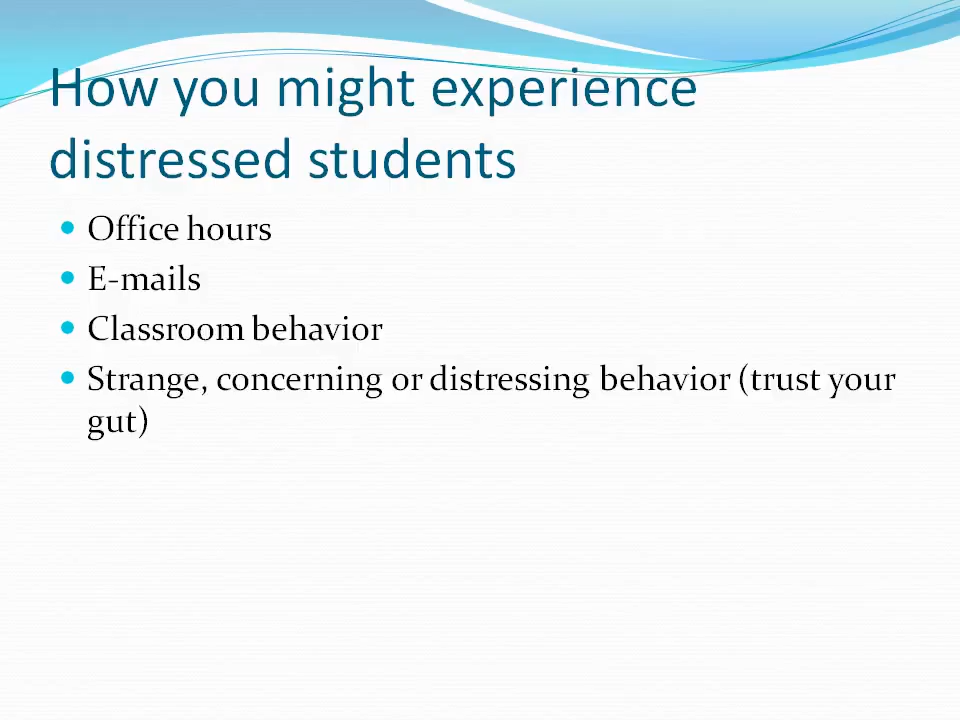 How you might experience
distressed students
Office hours
E-mails
Classroom behavior
Strange, concerning or distressing behavior (trust your
gut)